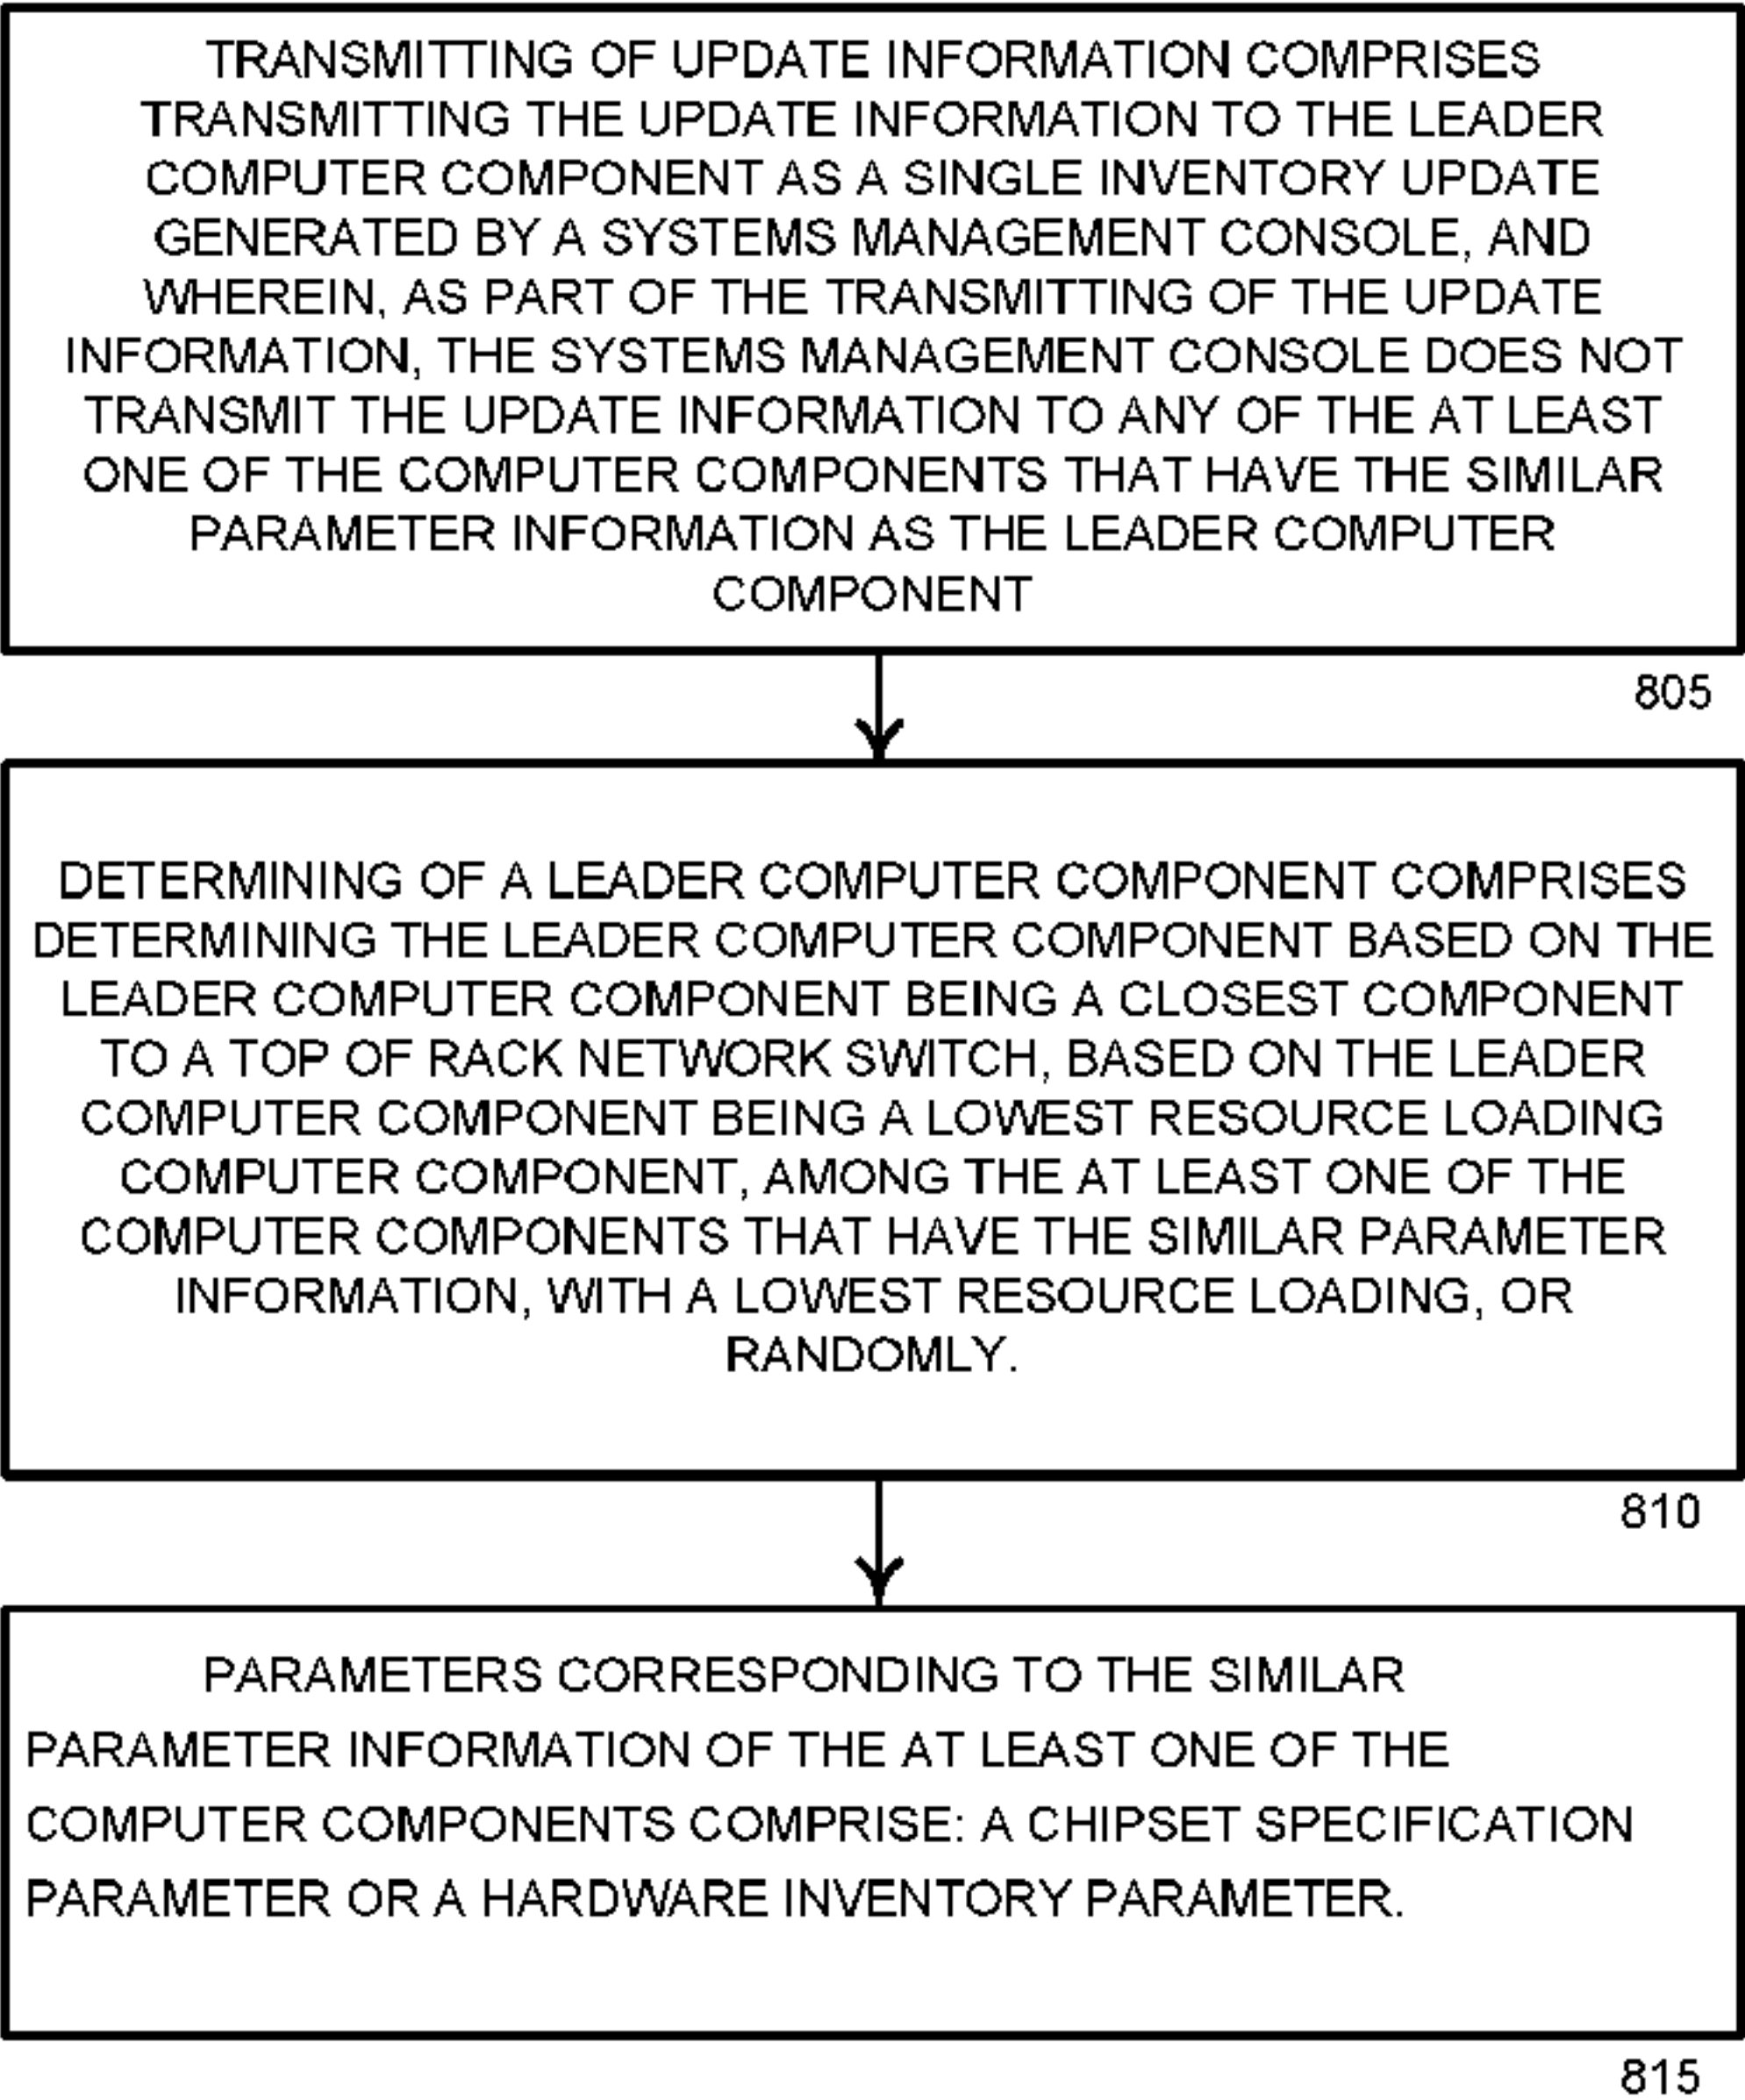 TRANSMITTING OF UPDATE INFORMATION COMPRISES
TRANSMITTING THE UPDATE INFORMATION TO THE LEADER
COMPUTER COMPONENT AS A SINGLE INVENTORY UPDATE
GENERATED BY A SYSTEMS MANAGEMENT CONSOLE, AND
WHEREIN, AS PART OF THE TRANSMITTING OF THE UPDATE
INFORMATION, THE SYSTEMS MANAGEMENT CONSOLE DOES NOT
TRANSMIT THE UPDATE INFORMATION TO ANY OF THE AT LEAST
ONE OF THE COMPUTER COMPONENTS THAT HAVE THE SIMILAR
PARAMETER INFORMATION AS THE LEADER COMPUTER
COMPONENT
805
DETERMINING OF A LEADER COMPUTER COMPONENT COMPRISES
DETERMINING THE LEADER COMPUTER COMPONENT BASED ON THE
LEADER COMPUTER COMPONENT BEING A CLOSEST COMPONENT
TO A TOP OF RACK NETWORK SWITCH, BASED ON THE LEADER
COMPUTER COMPONENT BEING A LOWEST RESOURCE LOADING
COMPUTER COMPONENT, AMONG THE AT LEAST ONE OF THE
COMPUTER COMPONENTS THAT HAVE THE SIMILAR PARAMETER
INFORMATION, WITH A LOWEST RESOURCE LOADING, OR
RANDOMLY.
810
PARAMETERS CORRESPONDING TO THE SIMILAR
PARAMETER INFORMATION OF THE AT LEAST ONE OF THE
COMPUTER COMPONENTS COMPRISE: A CHIPSET SPECIFICATION
PARAMETER OR A HARDWARE INVENTORY PARAMETER.
815